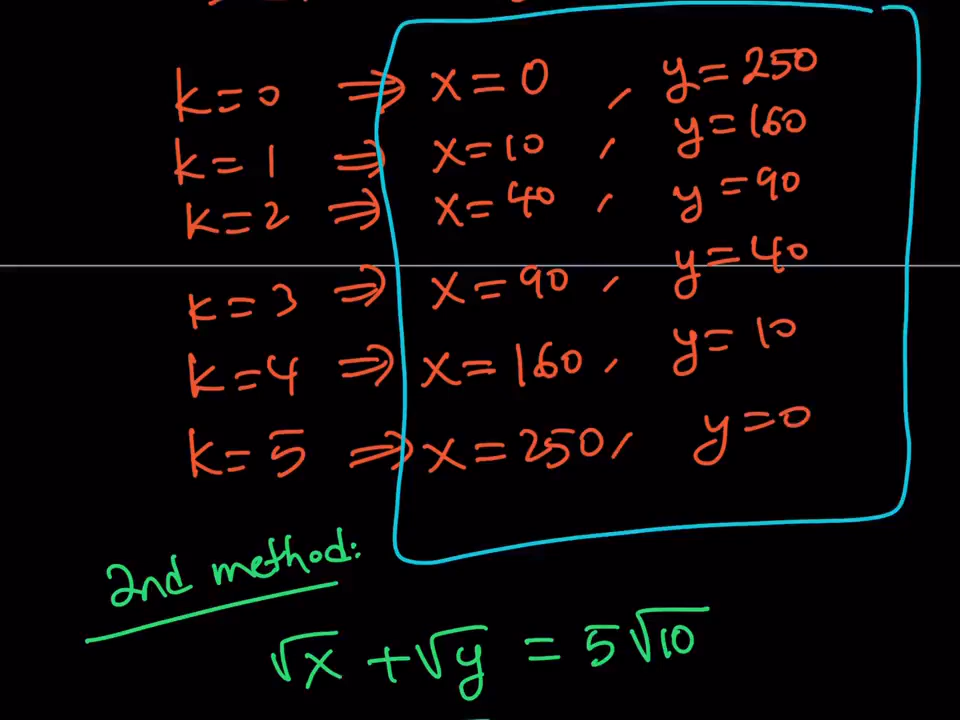 k=0 ⇒ x=0 , y=250
k=1 ⇒ x=10 , y=160
k=2 ⇒ x=40 , y=90
k=3 ⇒ x=90 , y=40
k=4 ⇒ x=160, y=10
k=5 ⇒ x=250, y=0
2nd method:
√x + √y = 5√10